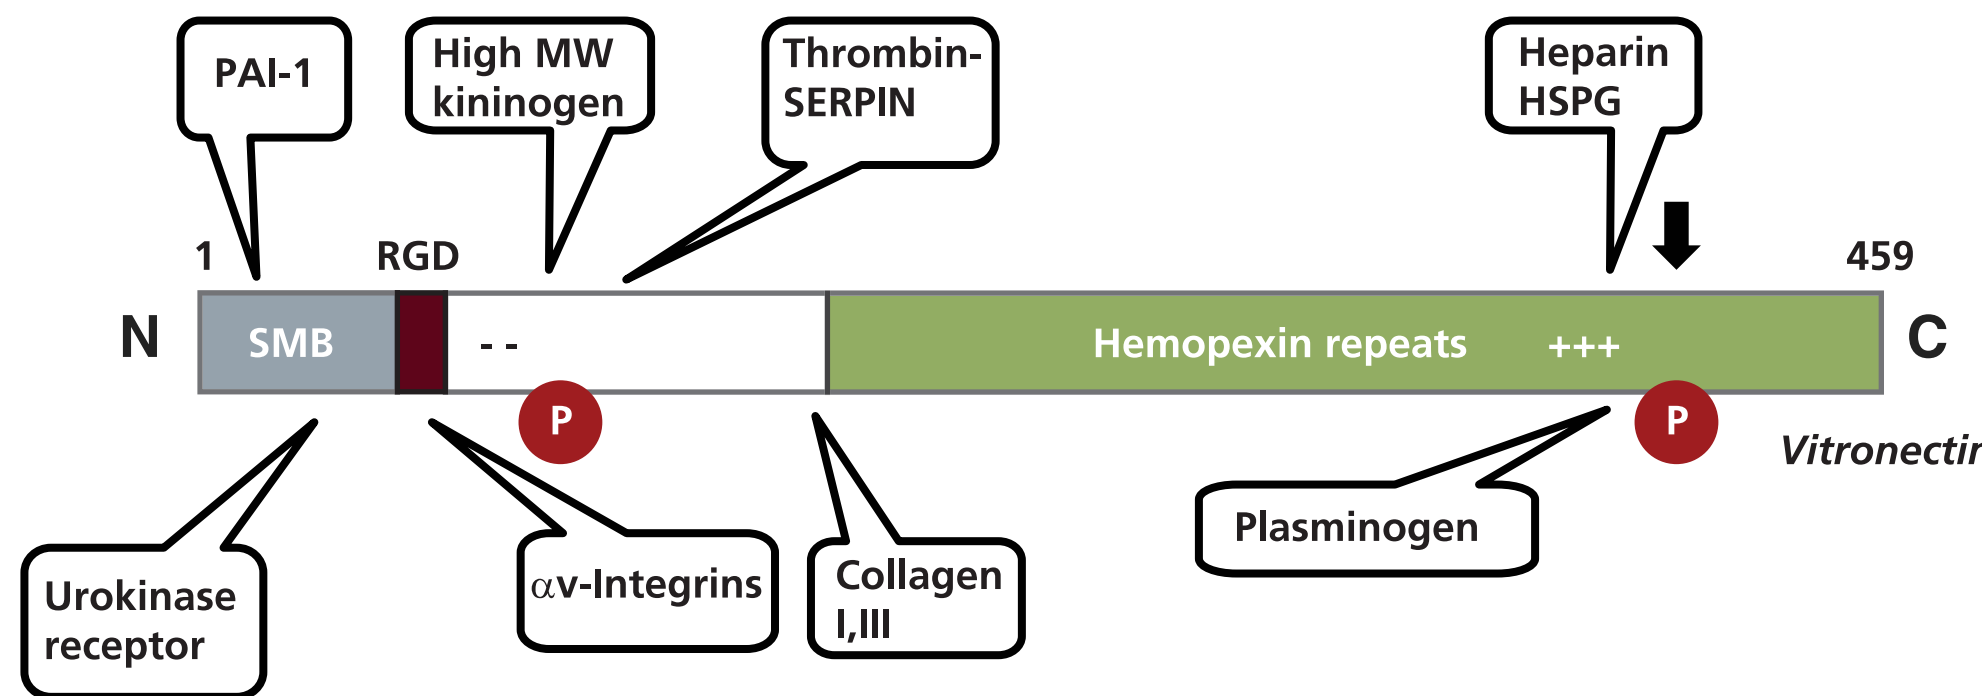 PAI-1
High MW
kininogen
Thrombin-
SERPIN
Heparin
HSPG
1
RGD
459
N
SMB
- -
Hemopexin repeats
+++
C
P
P
Vitronectin
Urokinase
receptor
αv-Integrins
Collagen
I,III
Plasminogen